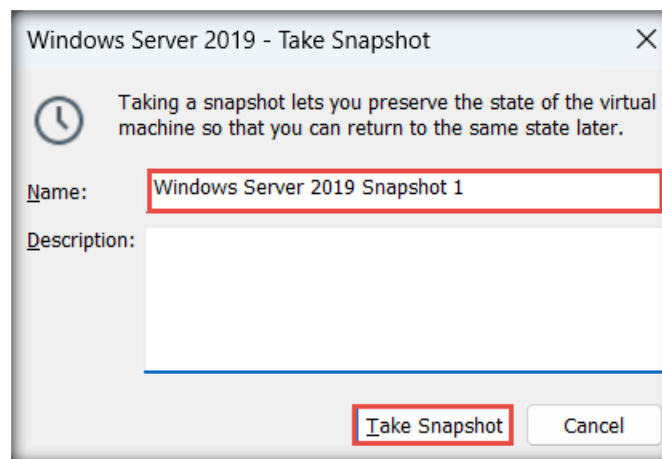 Windows Server 2019 - Take Snapshot
Taking a snapshot lets you preserve the state of the virtual
machine so that you can return to the same state later.
Name:
Windows Server 2019 Snapshot 1
Description:
Take Snapshot
Cancel